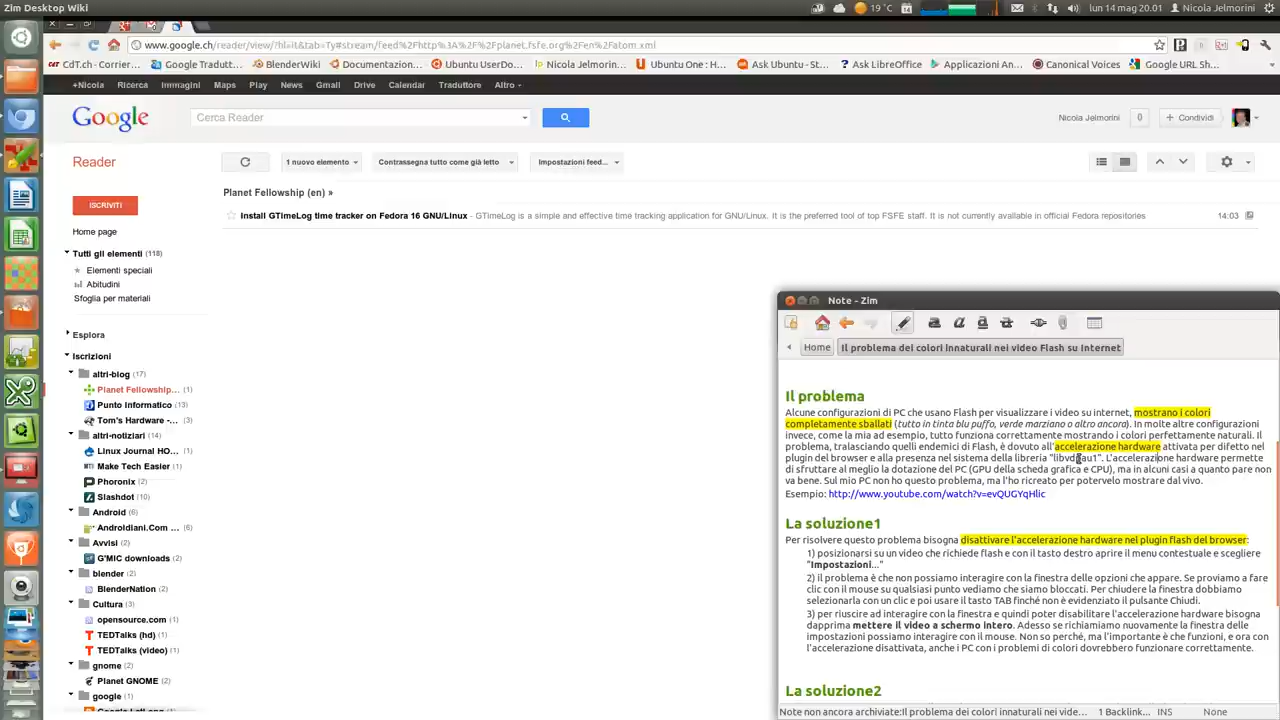 Zim Desktop Wiki
19 °C
lun 14 mag 20.01
Nicola Jelmorini
www.google.ch/reader/view/?hl=it&tab=Ty#stream/feed%2Fhttp%3A%2F%2Fplanet.fsfe.org%2Fen%2Fatom.xml
CdT.ch - Corrier...
Google Tradutt...
BlenderWiki
Documentazion...
Ubuntu UserDo...
Nicola Jelmorin...
Ubuntu One : H...
Ask Ubuntu - St...
Ask LibreOffice
Applicazioni An...
Canonical Voices
Google URL Sh...
+Nicola Ricerca Immagini Maps Play News Gmail Drive Calendar Traduttore Altro
Google
Cerca Reader
Nicola Jelmorini
0
+ Condividi
Reader
1 nuovo elemento
Contrassegna tutto come già letto
Impostazioni feed...
ISCRIVITI
Planet Fellowship (en) »
Install GTimeLog time tracker on Fedora 16 GNU/Linux - GTimeLog is a simple and effective time tracking application for GNU/Linux. It is the preferred tool of top FSFE staff. It is not currently available in official Fedora repositories
14:03
Home page
Tutti gli elementi (118)
Elementi speciali
Abitudini
Sfoglia per materiali
Esplora
Iscrizioni
altri-blog (17)
Planet Fellowship... (1)
Punto Informatico (13)
Tom's Hardware -... (3)
altri-notiziari (14)
Linux Journal HOW... (1)
Make Tech Easier (1)
Phoronix (2)
Slashdot (10)
Android (6)
Androidiani.Com ... (6)
Avvisi (2)
G'MIC downloads (2)
blender (2)
BlenderNation (2)
Cultura (3)
opensource.com (1)
TEDTalks (hd) (1)
TEDTalks (video) (1)
gnome (2)
Planet GNOME (2)
google (1)
Note - Zim
Home
Il problema dei colori innaturali nei video Flash su Internet
Il problema
Alcune configurazioni di PC che usano Flash per visualizzare i video su internet, mostrano i colori
completamente sballati (tutto in tinta blu puffo, verde marziano o altro ancora). In molte altre configurazioni
invece, come la mia ad esempio, tutto funziona correttamente mostrando i colori perfettamente naturali. Il
problema, tralasciando quelli endemici di Flash, è dovuto all'accelerazione hardware attivata per difetto nel
plugin del browser e alla presenza nel sistema della libreria "libvdpau1". L'accelerazione hardware permette
di sfruttare al meglio la dotazione del PC (GPU della scheda grafica e CPU), ma in alcuni casi a quanto pare non
va bene. Sul mio PC non ho questo problema, ma l'ho ricreato per potervelo mostrare dal vivo.
Esempio: http://www.youtube.com/watch?v=evQUGYqHlic
La soluzione1
Per risolvere questo problema bisogna disattivare l'accelerazione hardware nel plugin flash del browser:
1) posizionarsi su un video che richiede flash e con il tasto destro aprire il menu contestuale e scegliere
"Impostazioni..."
2) il problema è che non possiamo interagire con la finestra delle opzioni che appare. Se proviamo a fare
clic con il mouse su qualsiasi punto vediamo che siamo bloccati. Per chiudere la finestra dobbiamo
selezionarla con un clic e poi usare il tasto TAB finché non è evidenziato il pulsante Chiudi.
3) per riuscire ad interagire con la finestra e quindi poter disabilitare l'accelerazione hardware bisogna
dapprima mettere il video a schermo intero. Adesso se richiamiamo nuovamente la finestra delle
impostazioni possiamo interagire con il mouse. Non so perché, ma l'importante è che funzioni, e ora con
l'accelerazione disattivata, anche i PC con i problemi di colori dovrebbero funzionare correttamente.
La soluzione2
Note non ancora archiviate:Il problema dei colori innaturali nei vide...
1 Backlink...
INS
None